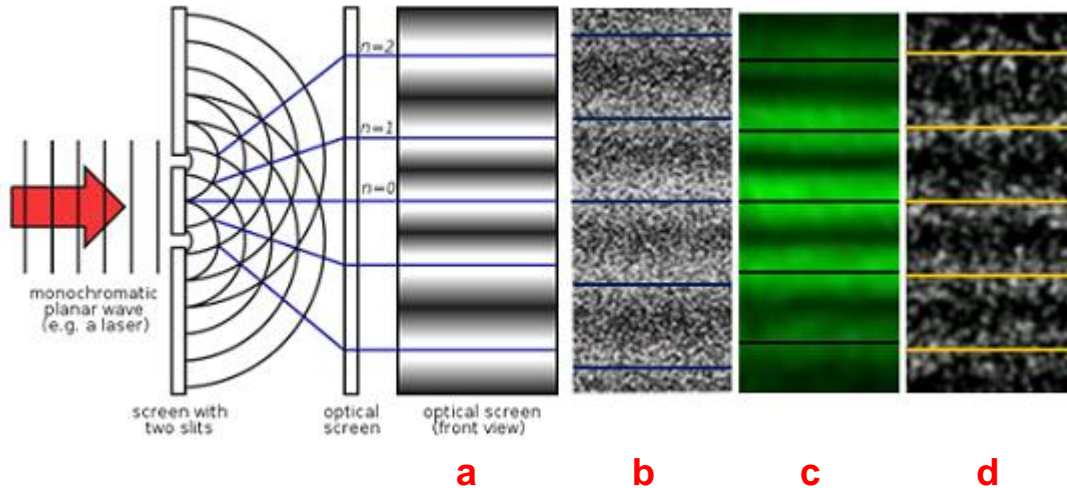 n=2
n=1
n=0
monochromatic
planar wave
(e.g. a laser)
screen with
two slits
optical
screen
optical screen
(front view)
a
b
c
d